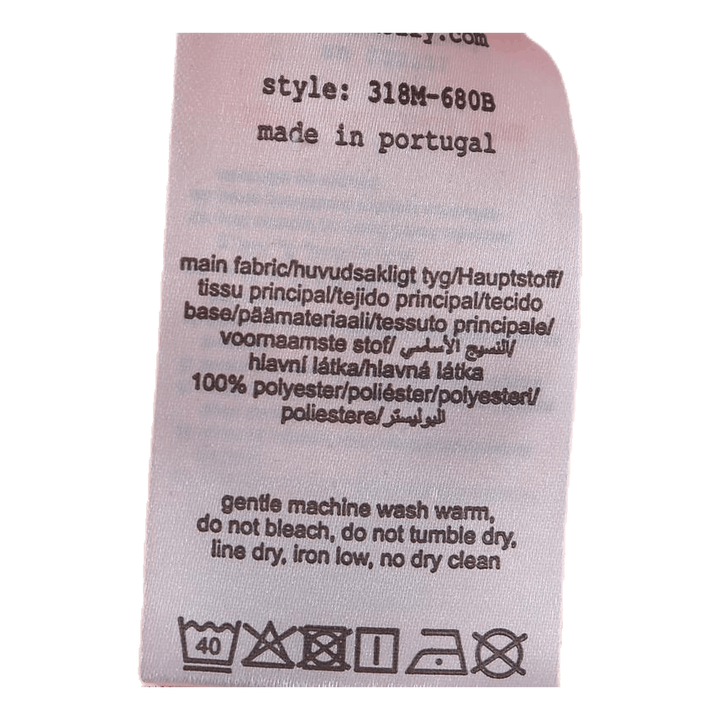 style: 318M-680B
made in portugal
main fabric/huvudsakligt tyg/Hauptstoff/
tissu principal/tejido principal/tecido
base/päämateriaali/tessuto principale/
voornaamste stof/ النسيج الأساسي/
hlavní látka/hlavná látka
100% polyester/poliéster/polyesteri/
poliestere/البوليستر
gentle machine wash warm,
do not bleach, do not tumble dry,
line dry, iron low, no dry clean
40